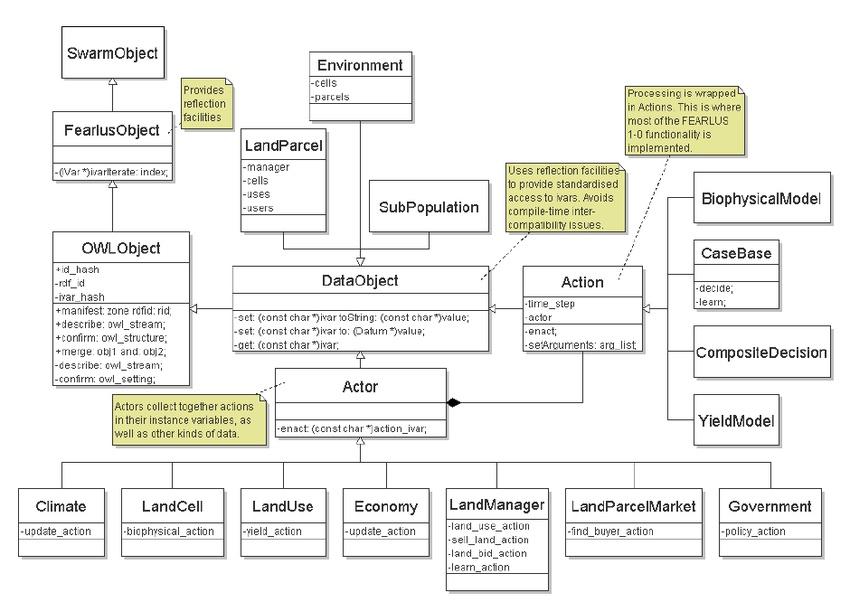 SwarmObject
Provides
reflection
facilities
FearlusObject
-(IVar *)ivarIterate: index;
Environment
-cells
-parcels
LandParcel
-manager
-cells
-uses
-users
SubPopulation
Processing is wrapped
in Actions. This is where
most of the FEARLUS
1-0 functionality is
implemented.
Uses reflection facilities
to provide standardised
access to ivars. Avoids
compile-time inter-
compatibility issues.
BiophysicalModel
CaseBase
-decide;
-learn;
CompositeDecision
YieldModel
OWLObject
+id_hash
-rdf_id
-ivar_hash
+manifest: zone rdfid: rid;
+describe: owl_stream;
+confirm: owl_structure;
+merge: obj1 and: obj2;
-describe: owl_stream;
-confirm: owl_setting;
DataObject
-set: (const char *)ivar toString: (const char *)value;
-set: (const char *)ivar to: (Datum *)value;
-get: (const char *)ivar;
Action
-time_step
-actor
-enact;
-setArguments: arg_list;
Actors collect together actions
in their instance variables, as
well as other kinds of data.
Actor
-enact: (const char *)action_ivar;
Climate
-update_action
LandCell
-biophysical_action
LandUse
-yield_action
Economy
-update_action
LandManager
-land_use_action
-sell_land_action
-land_bid_action
-learn_action
LandParcelMarket
-find_buyer_action
Government
-policy_action